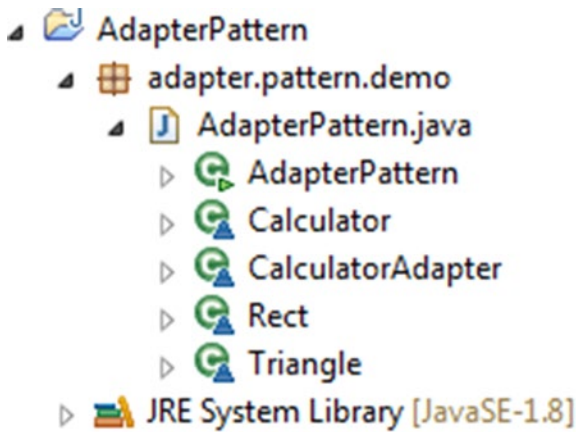 AdapterPattern
adapter.pattern.demo
AdapterPattern.java
AdapterPattern
Calculator
CalculatorAdapter
Rect
Triangle
JRE System Library [JavaSE-1.8]